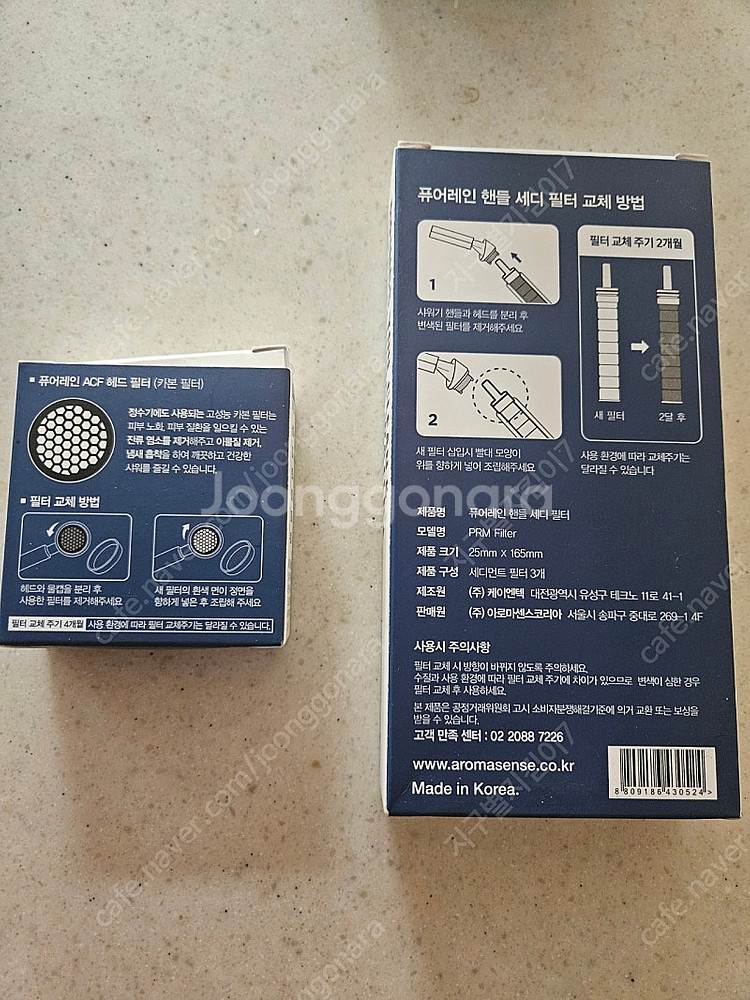 퓨어레인 ACF 헤드 필터 (카본 필터)
정수기에도 사용되는 고성능 카본 필터는
피부 노화, 피부 질환을 일으킬 수 있는
잔류 염소를 제거해주고 이물질 제거,
냄새 흡착을 하여 깨끗하고 건강한
샤워를 즐길 수 있습니다.
필터 교체 방법
헤드와 물캡을 분리 후
사용한 필터를 제거해주세요
새 필터의 흰색 면이 정면을
향하게 넣은 후 조립해 주세요
필터 교체 주기 4개월 사용 환경에 따라 필터 교체주기는 달라질 수 있습니다.
퓨어레인 핸들 세디 필터 교체 방법
1
샤워기 핸들과 헤드를 분리 후
변색된 필터를 제거해주세요
2
새 필터 삽입시 빨대 모양이
위를 향하게 넣어 조립해주세요
필터 교체 주기 2개월
새 필터
2달 후
사용 환경에 따라 교체주기는
달라질 수 있습니다
제품명 퓨어레인 핸들 세디 필터
모델명 PRM Filter
제품 크기 25mm x 165mm
제품 구성 세디먼트 필터 3개
제조원 (주) 케이엔텍 대전광역시 유성구 테크노 11로 41-1
판매원 (주) 아로마센스코리아 서울시 송파구 중대로 269-1 4F
사용시 주의사항
필터 교체 시 방향이 바뀌지 않도록 주의하세요.
수질과 사용 환경에 따라 필터 교체 주기에 차이가 있으므로 변색이 심한 경우
필터 교체 후 사용하세요.
본 제품은 공정거래위원회 고시 소비자분쟁해결기준에 의거 교환 또는 보상을
받을 수 있습니다.
고객 만족 센터 : 02 2088 7226
www.aromasense.co.kr
Made in Korea.
8 809186 430524 >
Joonggonara
cafe.naver.com/joonggonara
지구별지킴017